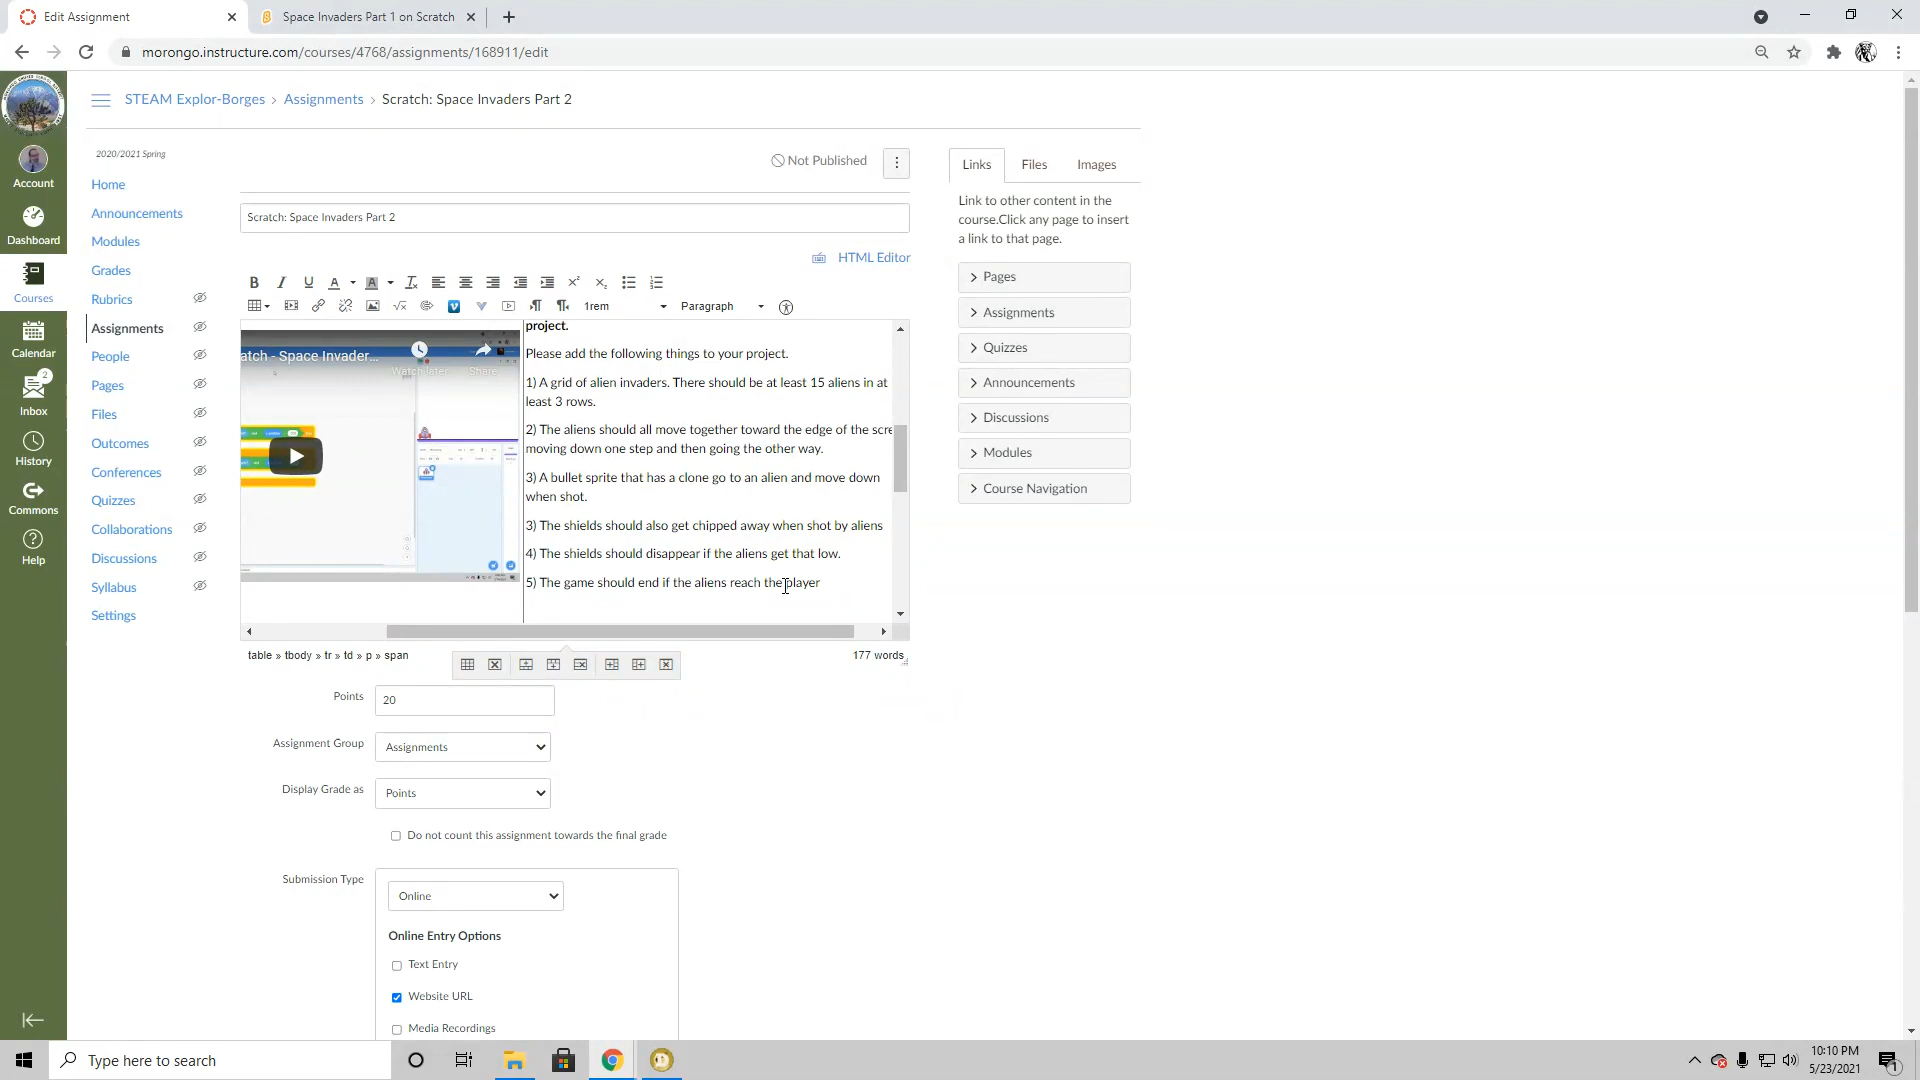 Edit Assignment
Space Invaders Part 1 on Scratch
morongo.instructure.com/courses/4768/assignments/168911/edit
STEAM Explor-Borges > Assignments > Scratch: Space Invaders Part 2
Account
Dashboard
Courses
Calendar
2
Inbox
History
Commons
Help
2020/2021 Spring
Home
Announcements
Modules
Grades
Rubrics
Assignments
People
Pages
Files
Outcomes
Conferences
Quizzes
Collaborations
Discussions
Syllabus
Settings
Not Published
Scratch: Space Invaders Part 2
HTML Editor
1rem
Paragraph
atch - Space Invader...
Watch later
Share
project.
Please add the following things to your project.
1) A grid of alien invaders. There should be at least 15 aliens in at
least 3 rows.
2) The aliens should all move together toward the edge of the scre
moving down one step and then going the other way.
3) A bullet sprite that has a clone go to an alien and move down
when shot.
3) The shields should also get chipped away when shot by aliens
4) The shields should disappear if the aliens get that low.
5) The game should end if the aliens reach the player
table » tbody » tr » td » p » span
177 words
Points
20
Assignment Group
Assignments
Display Grade as
Points
Do not count this assignment towards the final grade
Submission Type
Online
Online Entry Options
Text Entry
Website URL
Media Recordings
Links
Files
Images
Link to other content in the
course.Click any page to insert
a link to that page.
Pages
Assignments
Quizzes
Announcements
Discussions
Modules
Course Navigation
Type here to search
10:10 PM
5/23/2021
1